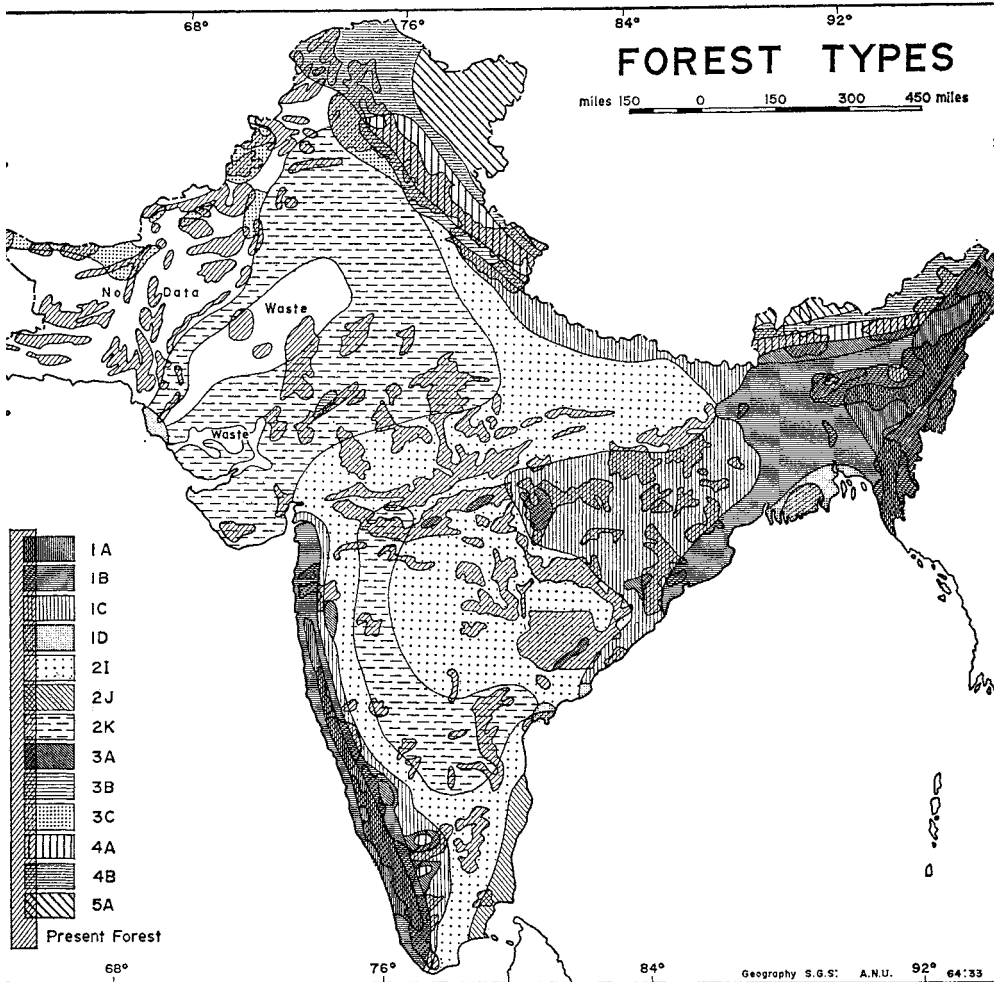 68° 76° 84° 92°
FOREST TYPES
miles 150 0 150 300 450 miles
No Data
Waste
Waste
1A
1B
1C
1D
2I
2J
2K
3A
3B
3C
4A
4B
5A
Present Forest
68° 76° 84° 92°
Geography S.G.S: A.N.U. 64:33